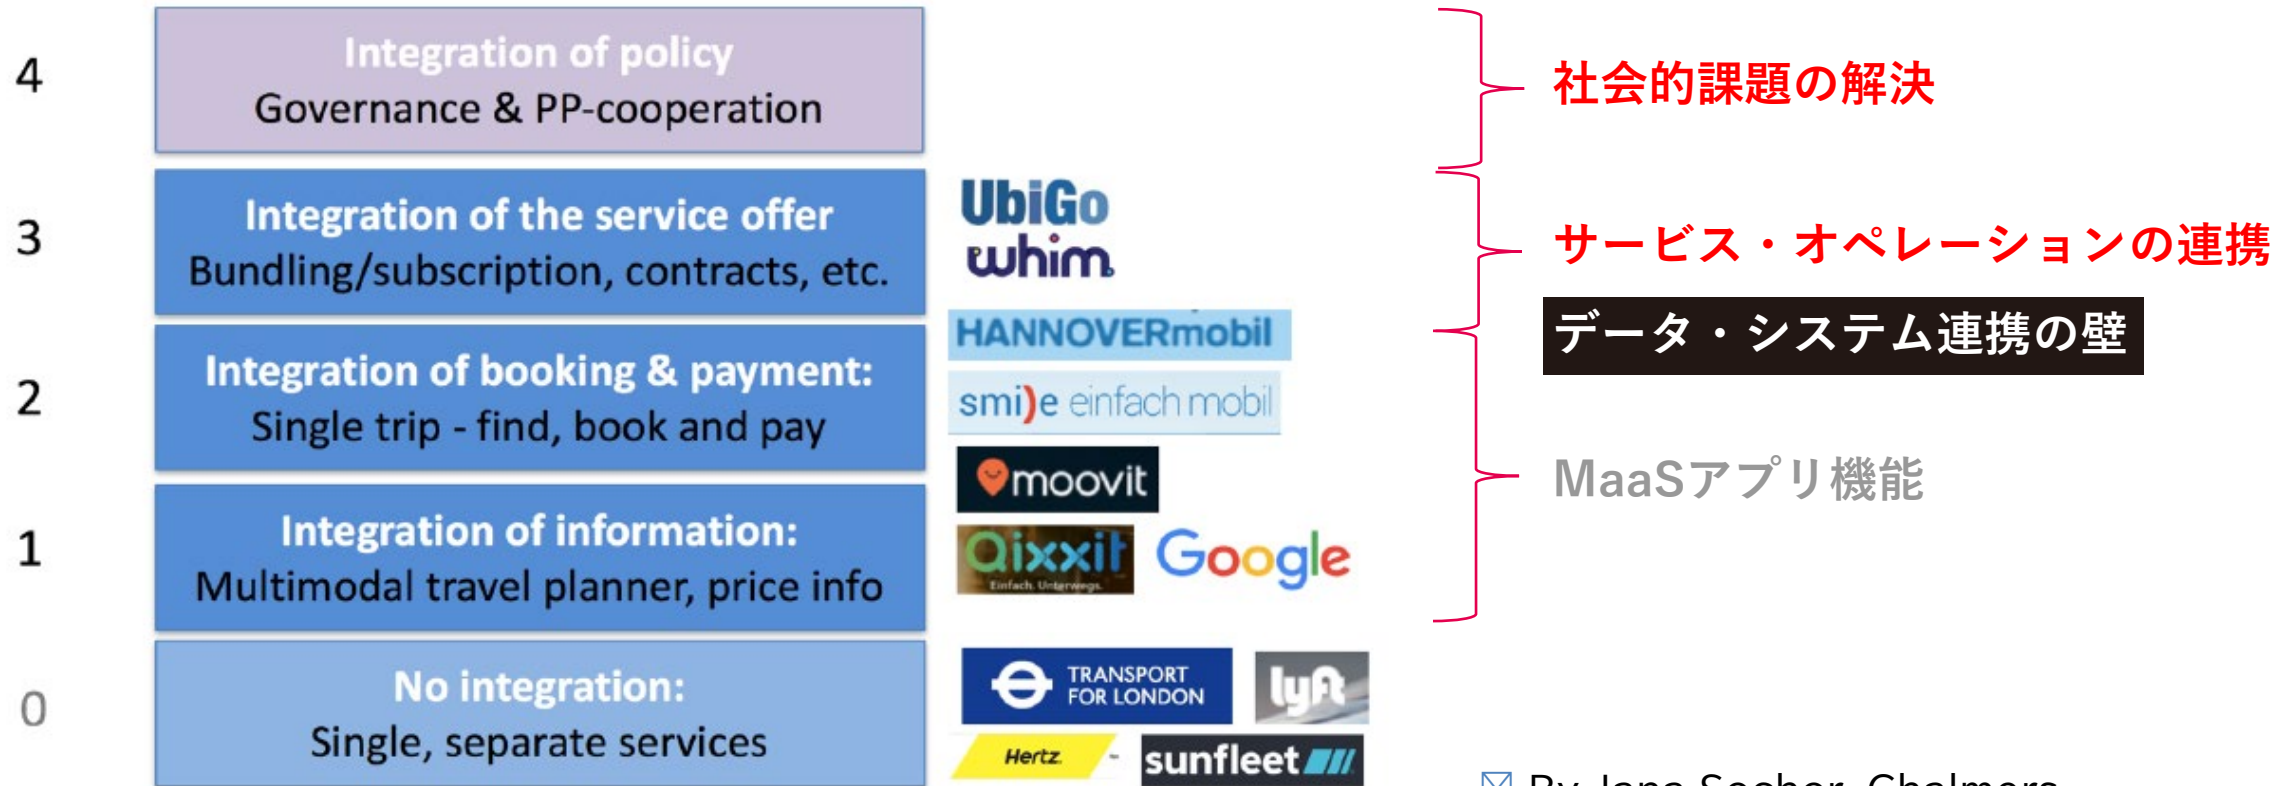 4
Integration of policy
Governance & PP-cooperation
社会的課題の解決
3
Integration of the service offer
Bundling/subscription, contracts, etc.
UbiGo
whim
サービス・オペレーションの連携
データ・システム連携の壁
2
Integration of booking & payment:
Single trip - find, book and pay
HANNOVERmobil
smi)e einfach mobil
moovit
MaaSアプリ機能
1
Integration of information:
Multimodal travel planner, price info
Qixxit
Einfach. Unterwegs.
Google
0
No integration:
Single, separate services
TRANSPORT
FOR LONDON
lyft
Hertz.
sunfleet
By Jana Sochor, Chalmers